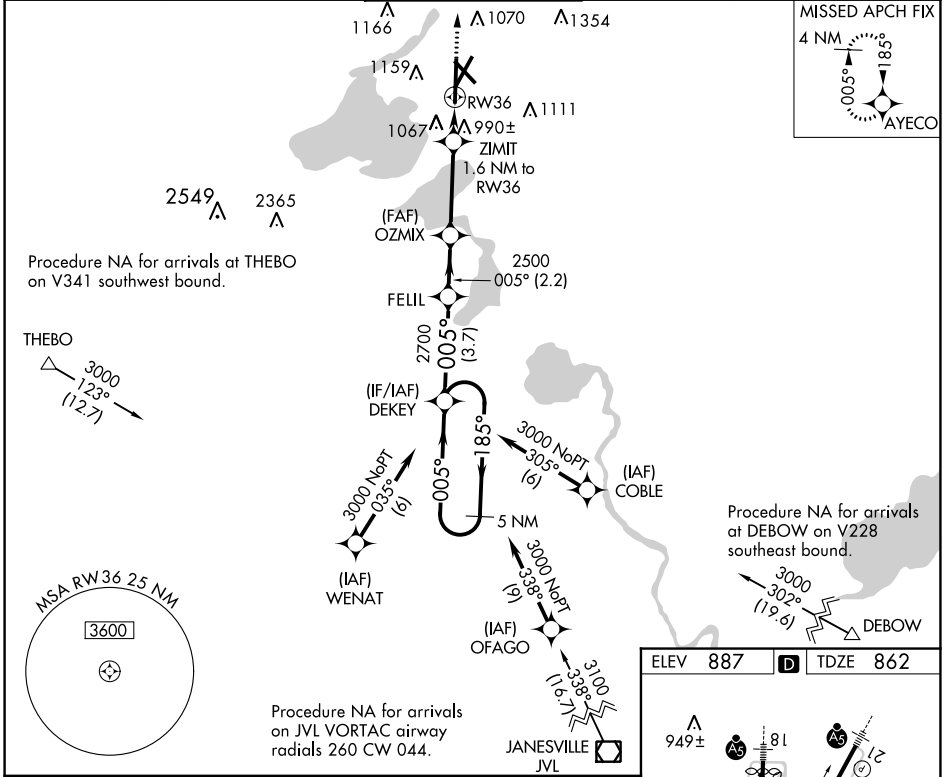 1166
1070
1354
MISSED APCH FIX
4 NM
185°
005°
AYECO
1159
RW36
1111
1067
990±
ZIMIT
1.6 NM to
RW36
2549
2365
(FAF)
OZMIX
Procedure NA for arrivals at THEBO
on V341 southwest bound.
2500
005° (2.2)
FELIL
THEBO
3000
123°
(12.7)
2700
005°
(3.7)
(IF/IAF)
DEKEY
185°
005°
3000 NoPT
305°
(6)
(IAF)
COBLE
3000 NoPT
035°
(6)
5 NM
Procedure NA for arrivals
at DEBOW on V228
southeast bound.
(IAF)
WENAT
3000 NoPT
338°
(9)
3000
302°
(19.6)
DEBOW
MSA RW36 25 NM
3600
(IAF)
OFAGO
3100
338°
(16.7)
ELEV 887
D
TDZE 862
Procedure NA for arrivals
on JVL VORTAC airway
radials 260 CW 044.
JANESVILLE
JVL
949±
A5
18
A5
21
P